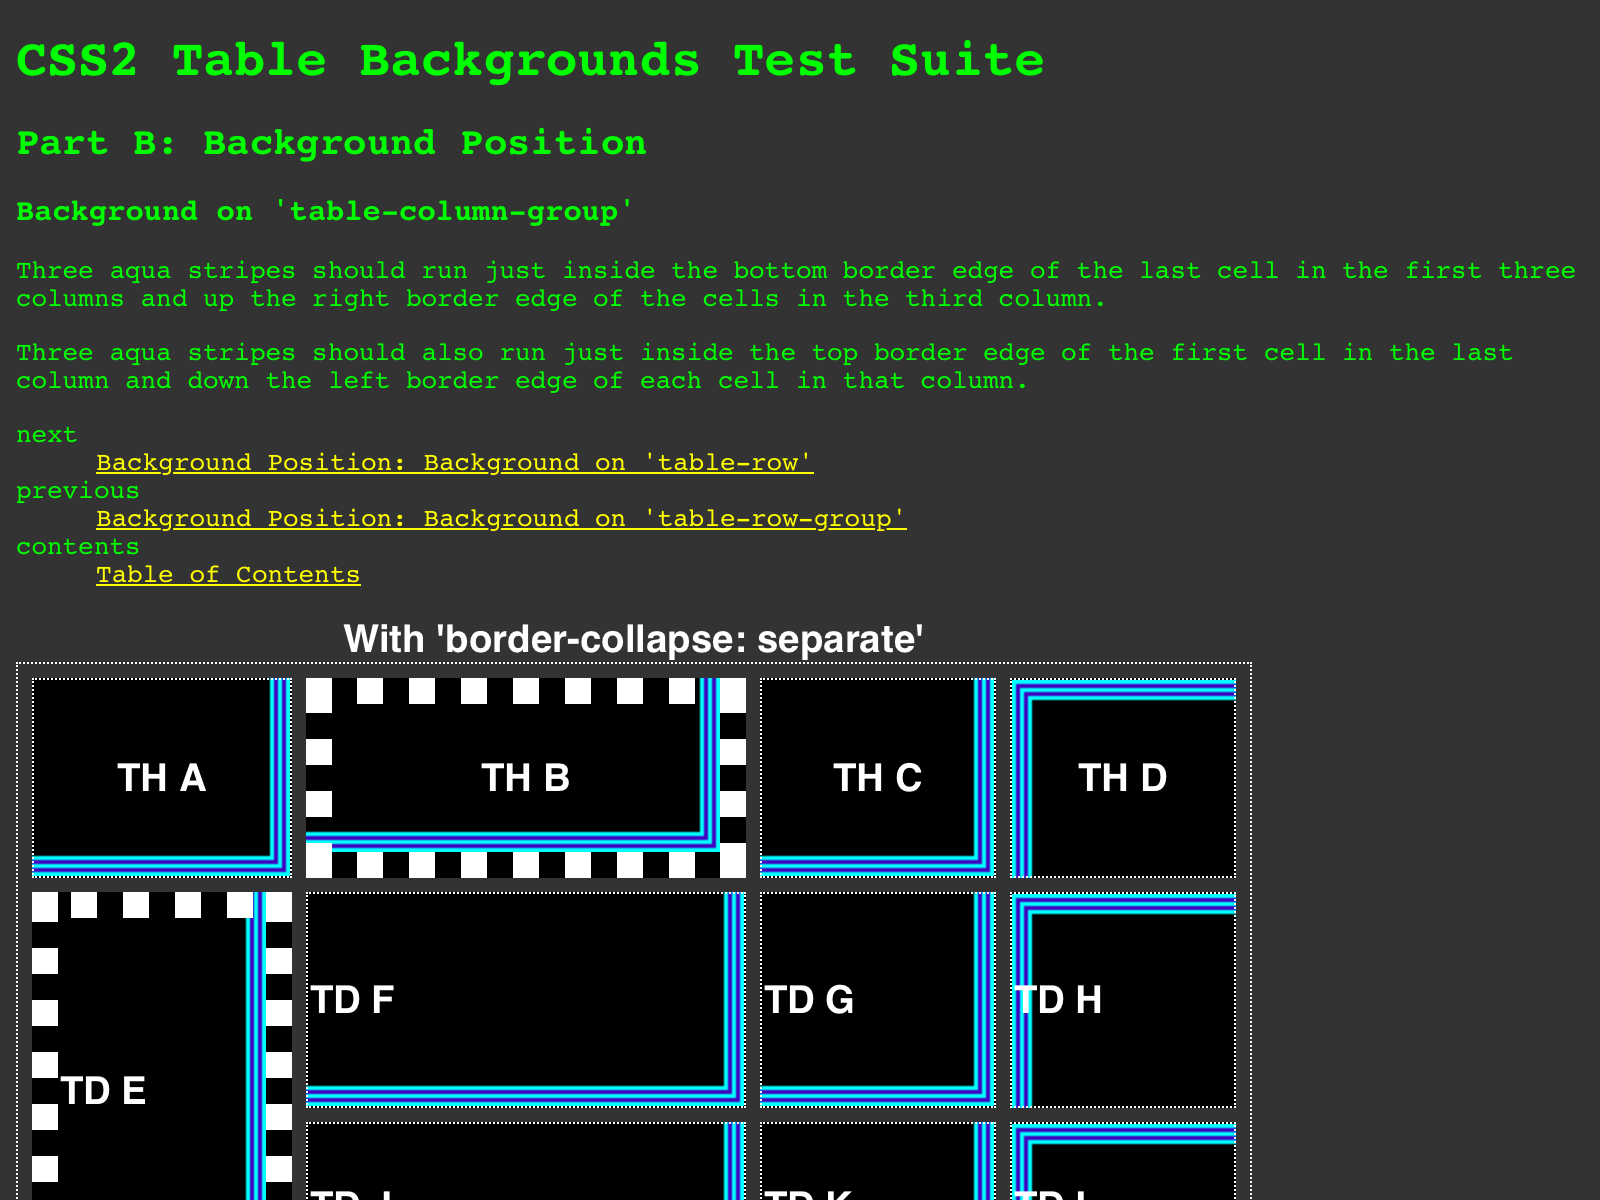 CSS2 Table Backgrounds Test Suite
Part B: Background Position
Background on 'table-column-group'
Three aqua stripes should run just inside the bottom border edge of the last cell in the first three
columns and up the right border edge of the cells in the third column.
Three aqua stripes should also run just inside the top border edge of the first cell in the last
column and down the left border edge of each cell in that column.
next
Background Position: Background on 'table-row'
previous
Background Position: Background on 'table-row-group'
contents
Table of Contents
With 'border-collapse: separate'
TH A TH B TH C TH D
TD F TD G TD H
TD E